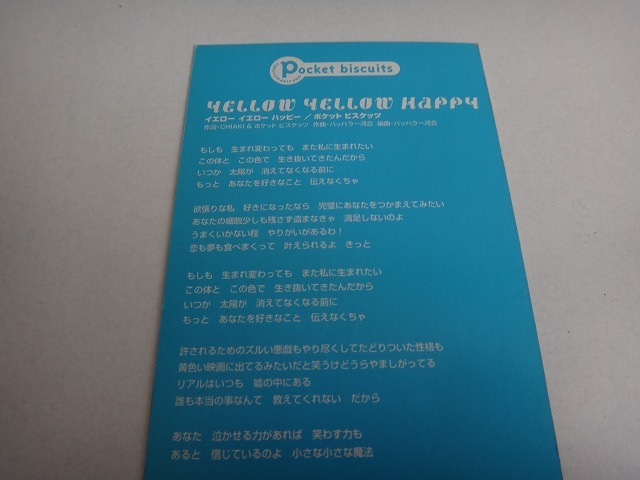 Pocket biscuits
YELLOW YELLOW HAPPY
イエロー イエロー ハッピー / ポケット ビスケッツ
作詞・CHIAKI & ポケット ビスケッツ 作曲・パッパラー河合 編曲・パッパラー河合
もしも 生まれ変わっても また私に生まれたい
この体と この色で 生き抜いてきたんだから
いつか 太陽が 消えてなくなる前に
もっと あなたを好きなこと 伝えなくちゃ
欲張りな私 好きになったなら 完璧にあなたをつかまえてみたい
あなたの細胞少しも残さず盗まなきゃ 満足しないのよ
うまくいかない程 やりがいがあるわ!
恋も夢も食べまくって 叶えられるよ きっと
もしも 生まれ変わっても また私に生まれたい
この体と この色で 生き抜いてきたんだから
いつか 太陽が 消えてなくなる前に
もっと あなたを好きなこと 伝えなくちゃ
許されるためのズルい悪戯もやり尽くしてたどりついた性格も
黄色い映画に出てるみたいだと笑うけどうらやましがってる
リアルはいつも 嘘の中にある
誰も本当の事なんて 教えてくれない だから
あなた 泣かせる力があれば 笑わす力も
あると 信じているのよ 小さな小さな魔法